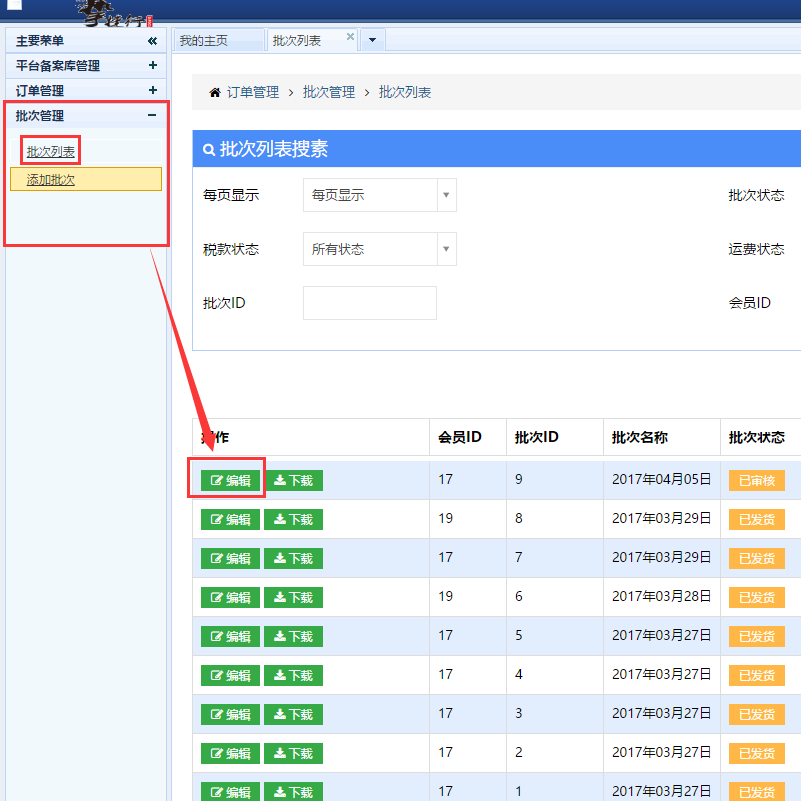 主要菜单
平台备案库管理
订单管理
批次管理
批次列表
添加批次
我的主页 批次列表
订单管理 批次管理 批次列表
批次列表搜素
每页显示 每页显示 批次状态
税款状态 所有状态 运费状态
批次ID 会员ID
操作 会员ID 批次ID 批次名称 批次状态
编辑 下载 17 9 2017年04月05日 已审核
编辑 下载 19 8 2017年03月29日 已发货
编辑 下载 17 7 2017年03月29日 已发货
编辑 下载 19 6 2017年03月28日 已发货
编辑 下载 17 5 2017年03月27日 已发货
编辑 下载 17 4 2017年03月27日 已发货
编辑 下载 17 3 2017年03月27日 已发货
编辑 下载 17 2 2017年03月27日 已发货
编辑 下载 17 1 2017年03月27日 已发货